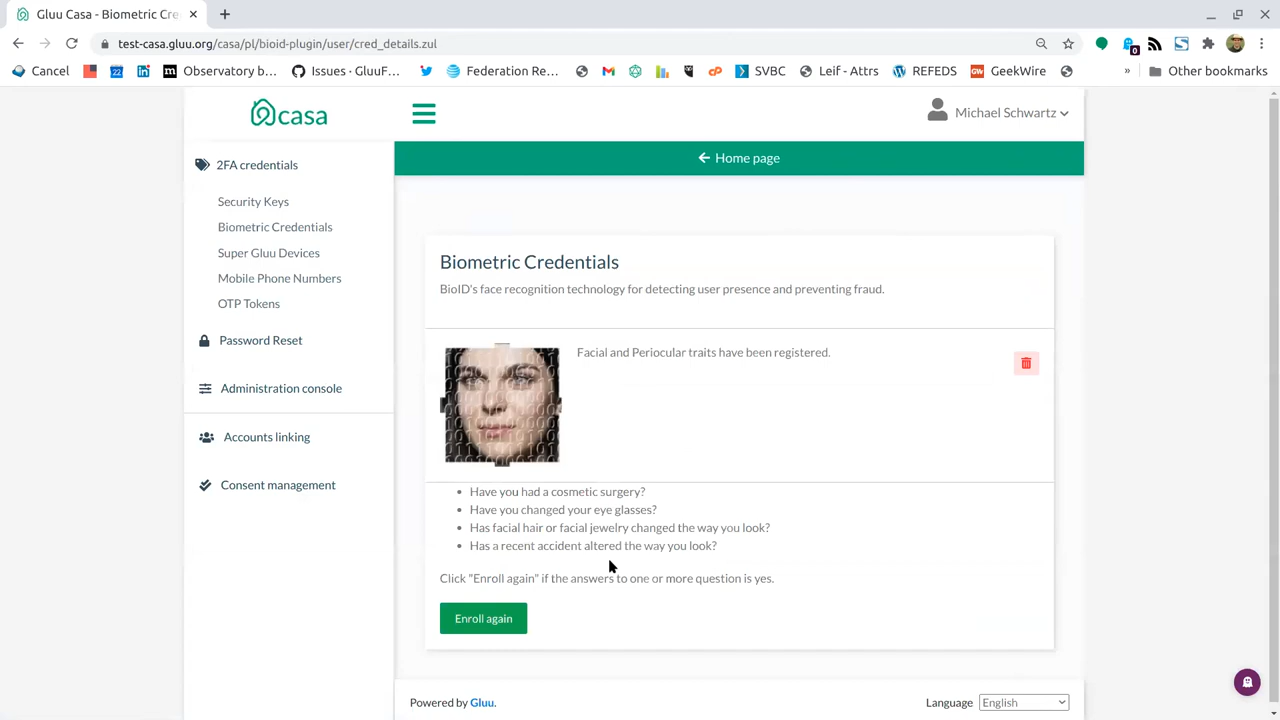 Gluu Casa - Biometric Cre
test-casa.gluu.org/casa/pl/bioid-plugin/user/cred_details.zul
0
Cancel
22
Observatory b...
Issues · GluuF...
Federation Re...
SVBC
Leif - Attrs
REFEDS
GW GeekWire
»
Other bookmarks
casa
Michael Schwartz
2FA credentials
Security Keys
Biometric Credentials
Super Gluu Devices
Mobile Phone Numbers
OTP Tokens
Password Reset
Administration console
Accounts linking
Consent management
Home page
Biometric Credentials
BioID's face recognition technology for detecting user presence and preventing fraud.
Facial and Periocular traits have been registered.
Have you had a cosmetic surgery?
Have you changed your eye glasses?
Has facial hair or facial jewelry changed the way you look?
Has a recent accident altered the way you look?
Click "Enroll again" if the answers to one or more question is yes.
Enroll again
Powered by Gluu.
Language English